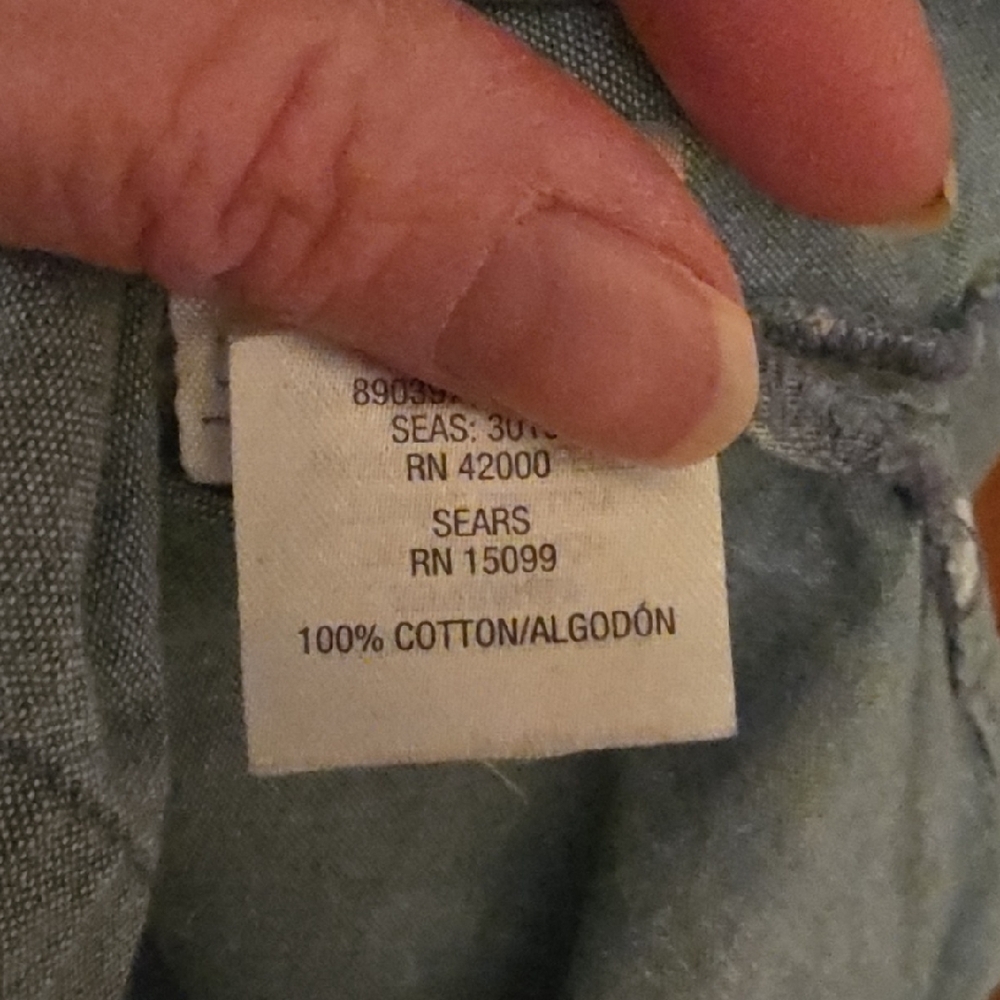 SEAS:
RN 42000
SEARS
RN 15099
100% COTTON/ALGODÓN